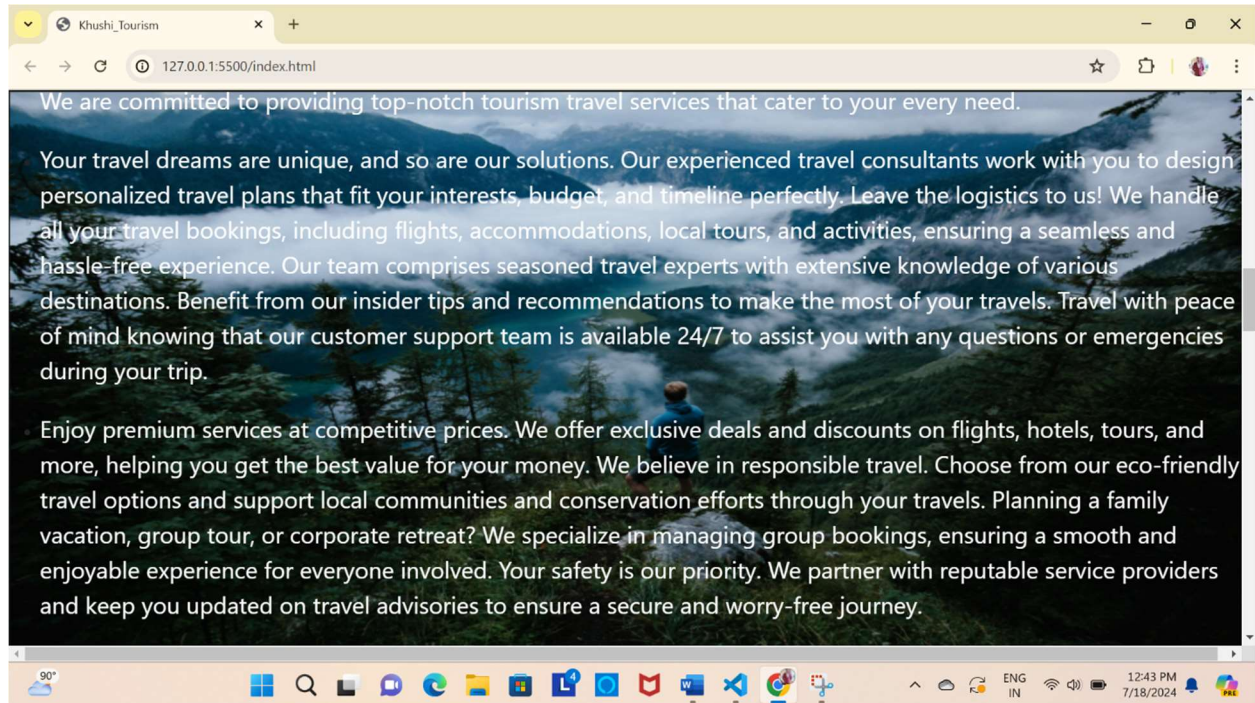 Khushi_Tourism
127.0.0.1:5500/index.html
We are committed to providing top-notch tourism travel services that cater to your every need.
Your travel dreams are unique, and so are our solutions. Our experienced travel consultants work with you to design
personalized travel plans that fit your interests, budget, and timeline perfectly. Leave the logistics to us! We handle
all your travel bookings, including flights, accommodations, local tours, and activities, ensuring a seamless and
hassle-free experience. Our team comprises seasoned travel experts with extensive knowledge of various
destinations. Benefit from our insider tips and recommendations to make the most of your travels. Travel with peace
of mind knowing that our customer support team is available 24/7 to assist you with any questions or emergencies
during your trip.
Enjoy premium services at competitive prices. We offer exclusive deals and discounts on flights, hotels, tours, and
more, helping you get the best value for your money. We believe in responsible travel. Choose from our eco-friendly
travel options and support local communities and conservation efforts through your travels. Planning a family
vacation, group tour, or corporate retreat? We specialize in managing group bookings, ensuring a smooth and
enjoyable experience for everyone involved. Your safety is our priority. We partner with reputable service providers
and keep you updated on travel advisories to ensure a secure and worry-free journey.
90°
L 4
ENG
IN
12:43 PM
7/18/2024
PRE